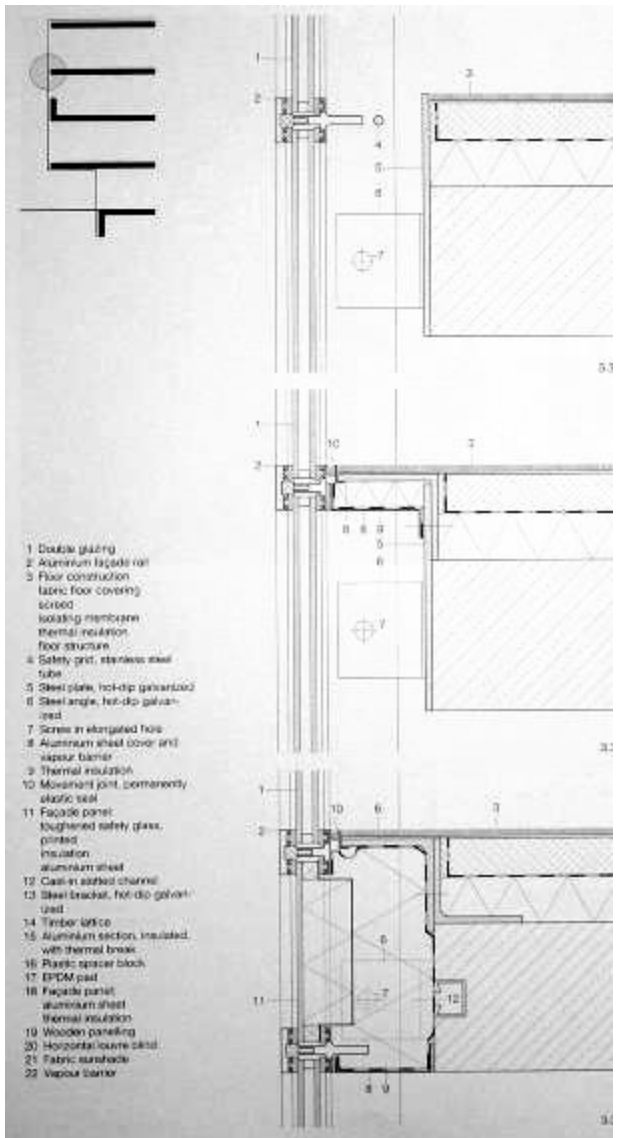 1
2
3
4
5
8
7
3.3
1
10
3
2
8 6 9
5
6
7
3.3
1
10 6 3
2
6
11
7
12
8 9
3.3
1 Double glazing
2 Aluminium façade rail
3 Floor construction
fabric floor covering
screed
isolating membrane
thermal insulation
floor structure
4 Safety grid, stainless steel
tube
5 Steel plate, hot-dip galvanized
6 Steel angle, hot-dip galvan-
ized
7 Screw in elongated hole
8 Aluminium sheet cover and
vapour barrier
9 Thermal insulation
10 Movement joint, permanently
elastic seal
11 Façade panel:
toughened safety glass,
printed
insulation
aluminium sheet
12 Cast-in slotted channel
13 Steel bracket, hot-dip galvan-
ized
14 Timber lattice
15 Aluminium section, insulated,
with thermal break
16 Plastic spacer block
17 EPDM pad
18 Façade panel:
aluminium sheet
thermal insulation
19 Wooden panelling
20 Horizontal louvre blind
21 Fabric sunshade
22 Vapour barrier